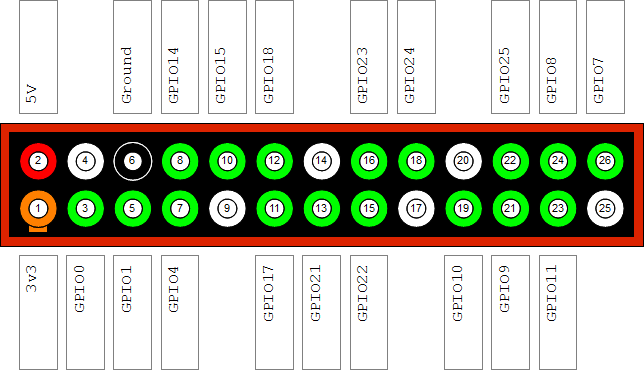 5V
Ground
GPIO14
GPIO15
GPIO18
GPIO23
GPIO24
GPIO25
GPIO8
GPIO7
2
4
6
8
10
12
14
16
18
20
22
24
26
1
3
5
7
9
11
13
15
17
19
21
23
25
3v3
GPIO0
GPIO1
GPIO4
GPIO17
GPIO21
GPIO22
GPIO10
GPIO9
GPIO11